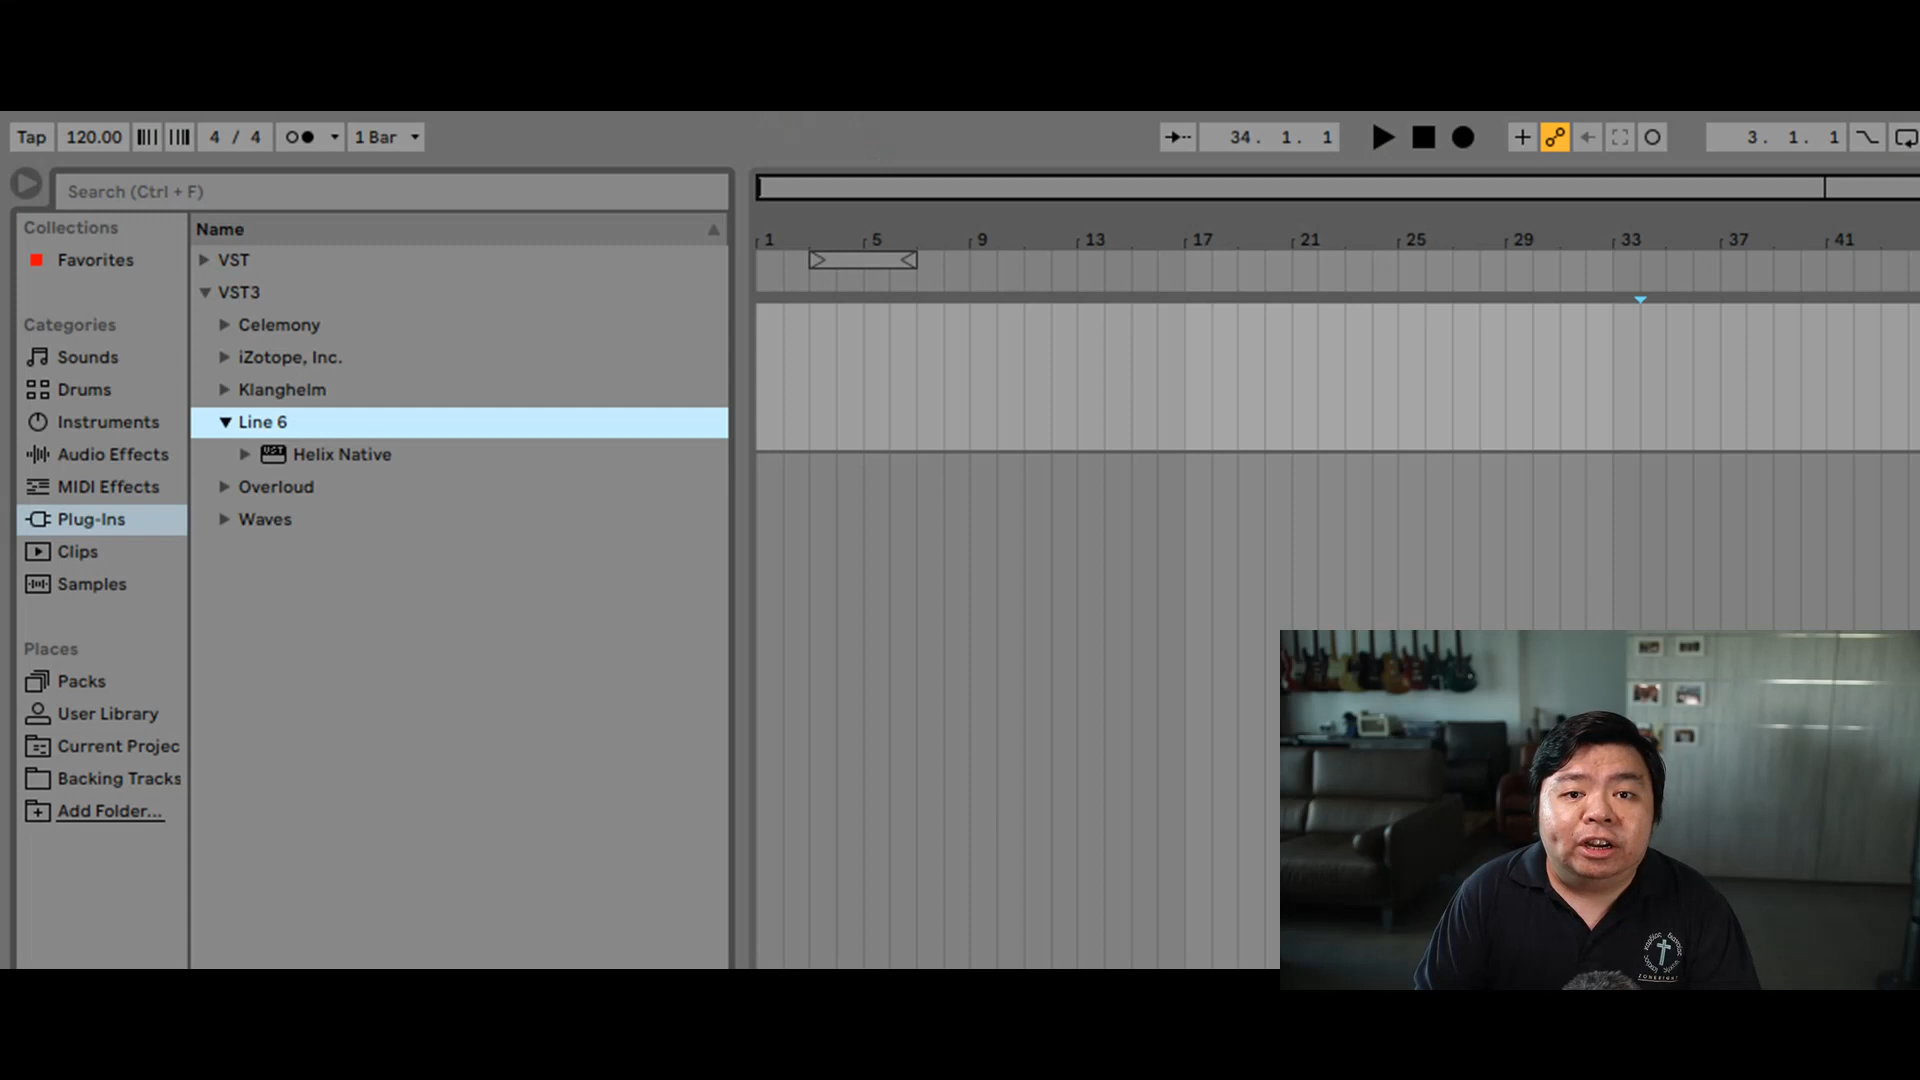 Tap 120.00 4 / 4 1 Bar 34. 1. 1 3. 1. 1
Search (Ctrl + F)
Collections
Favorites
Categories
Sounds
Drums
Instruments
Audio Effects
MIDI Effects
Plug-Ins
Clips
Samples
Places
Packs
User Library
Current Projec
Backing Tracks
Add Folder...
Name
VST
VST3
Celemony
iZotope, Inc.
Klanghelm
Line 6
VST Helix Native
Overloud
Waves
1 5 9 13 17 21 25 29 33 37 41